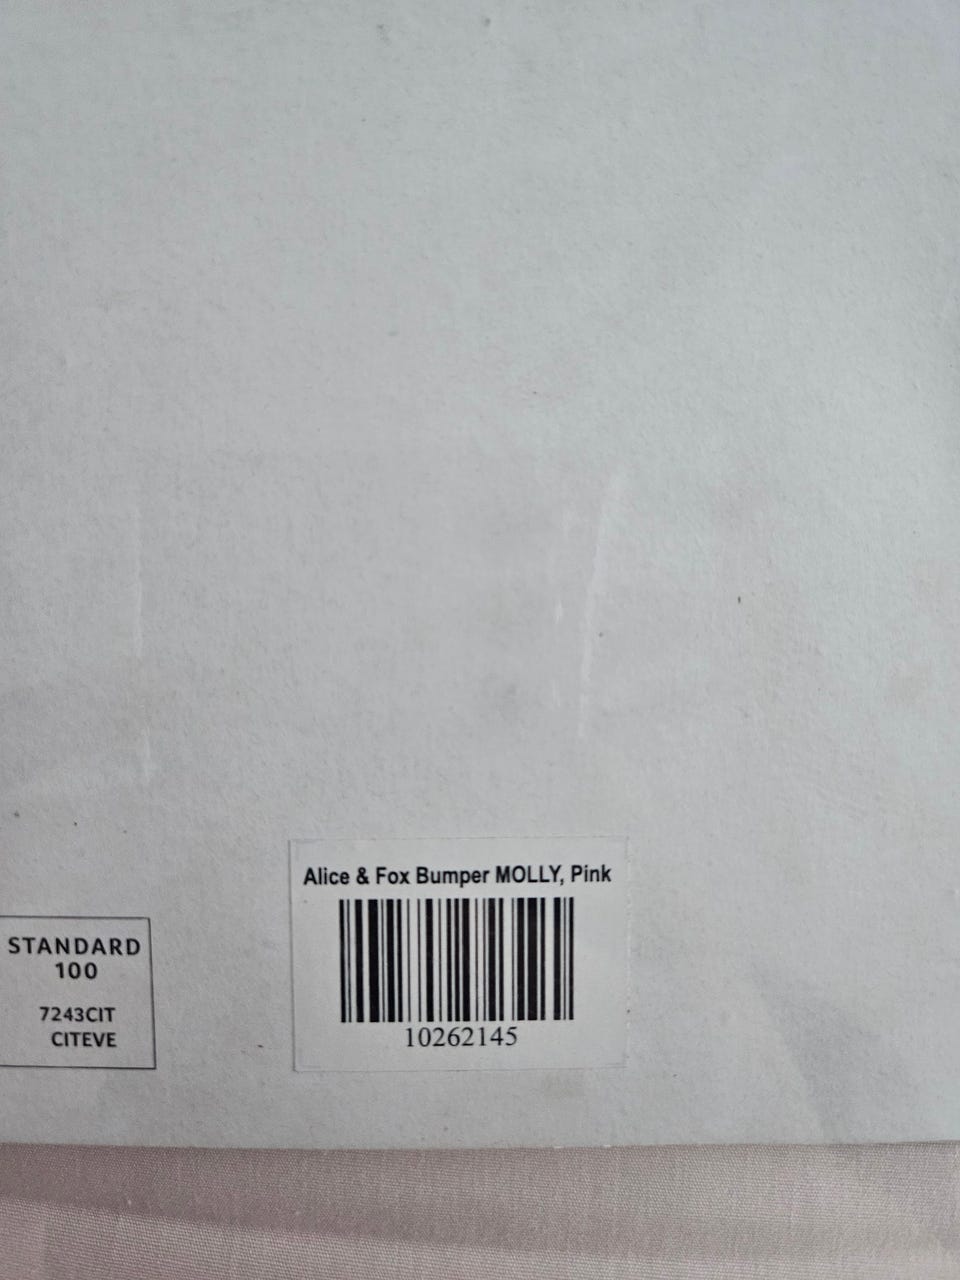 Alice & Fox Bumper MOLLY, Pink
10262145
STANDARD
100
7243CIT
CITEVE